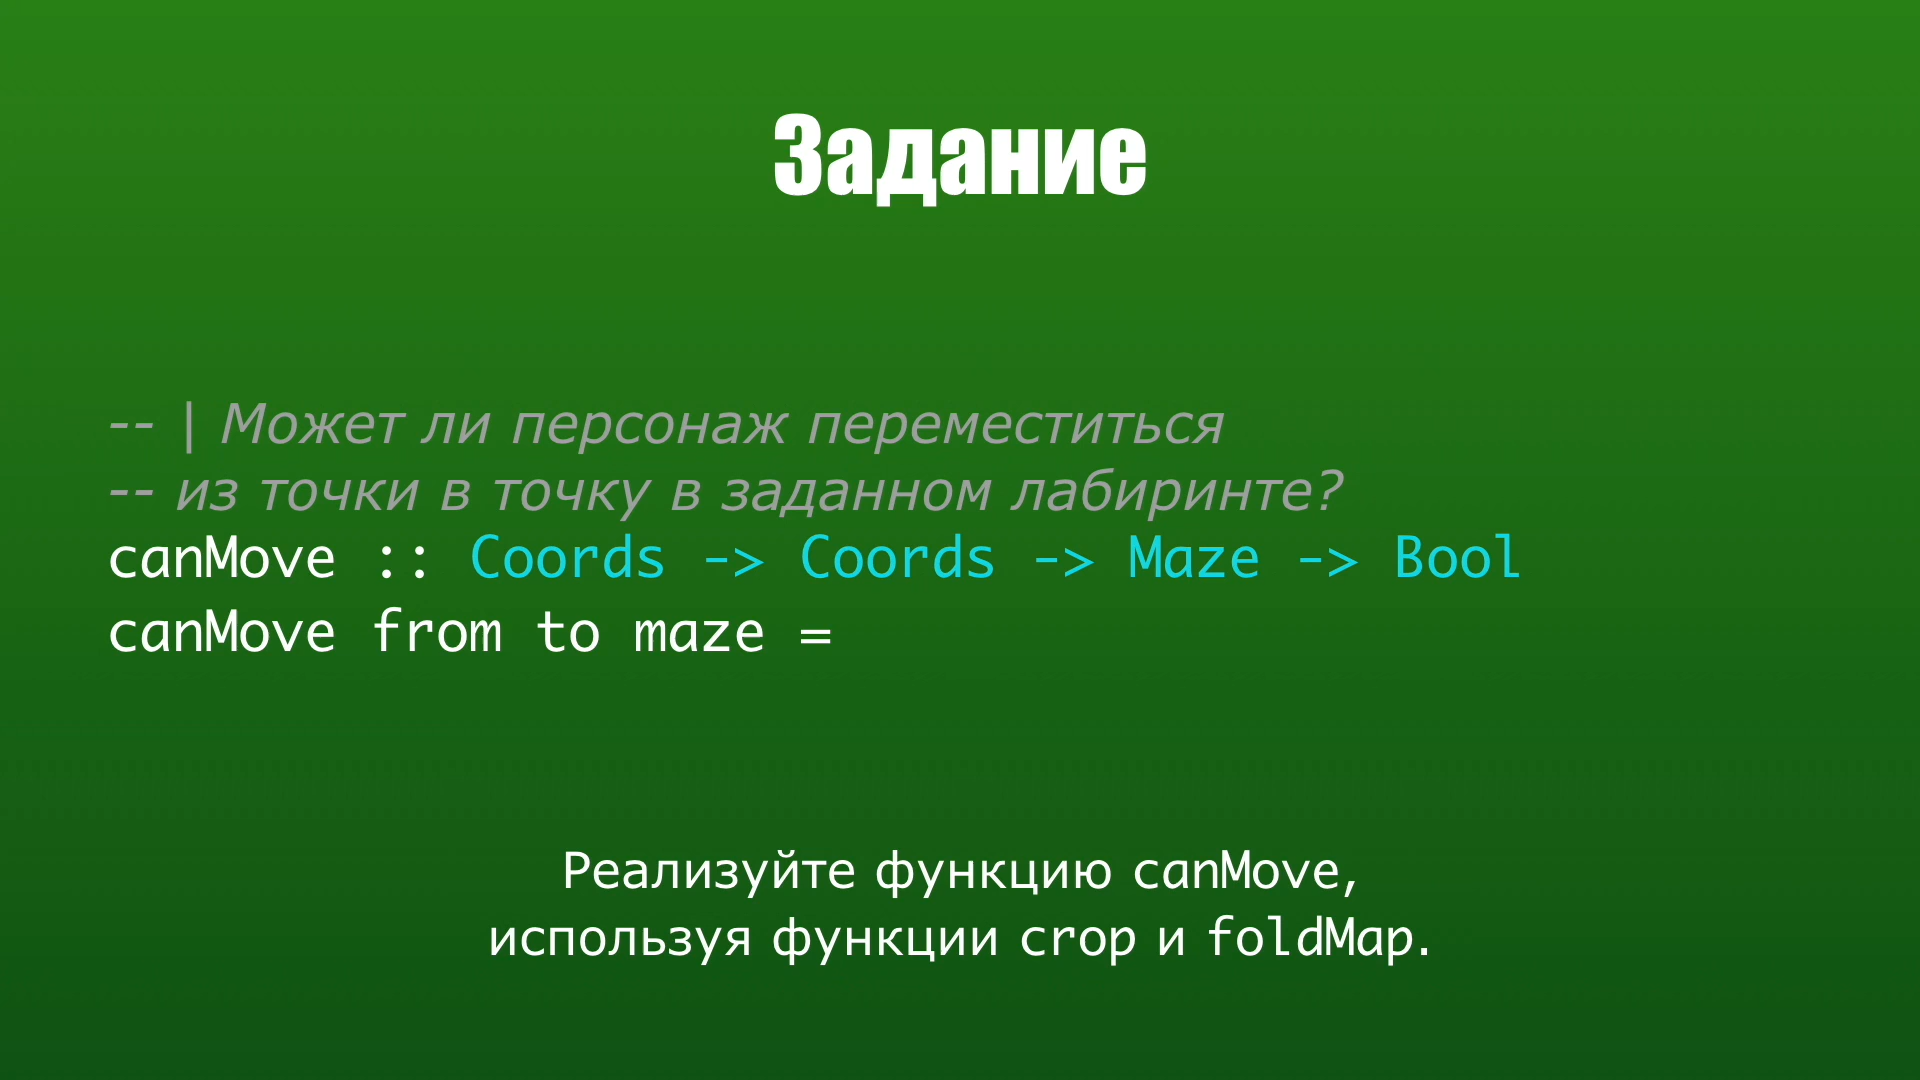 Задание
-- | Может ли персонаж переместиться
-- из точки в точку в заданном лабиринте?
canMove :: Coords -> Coords -> Maze -> Bool
canMove from to maze =
Реализуйте функцию canMove,
используя функции crop и foldMap.